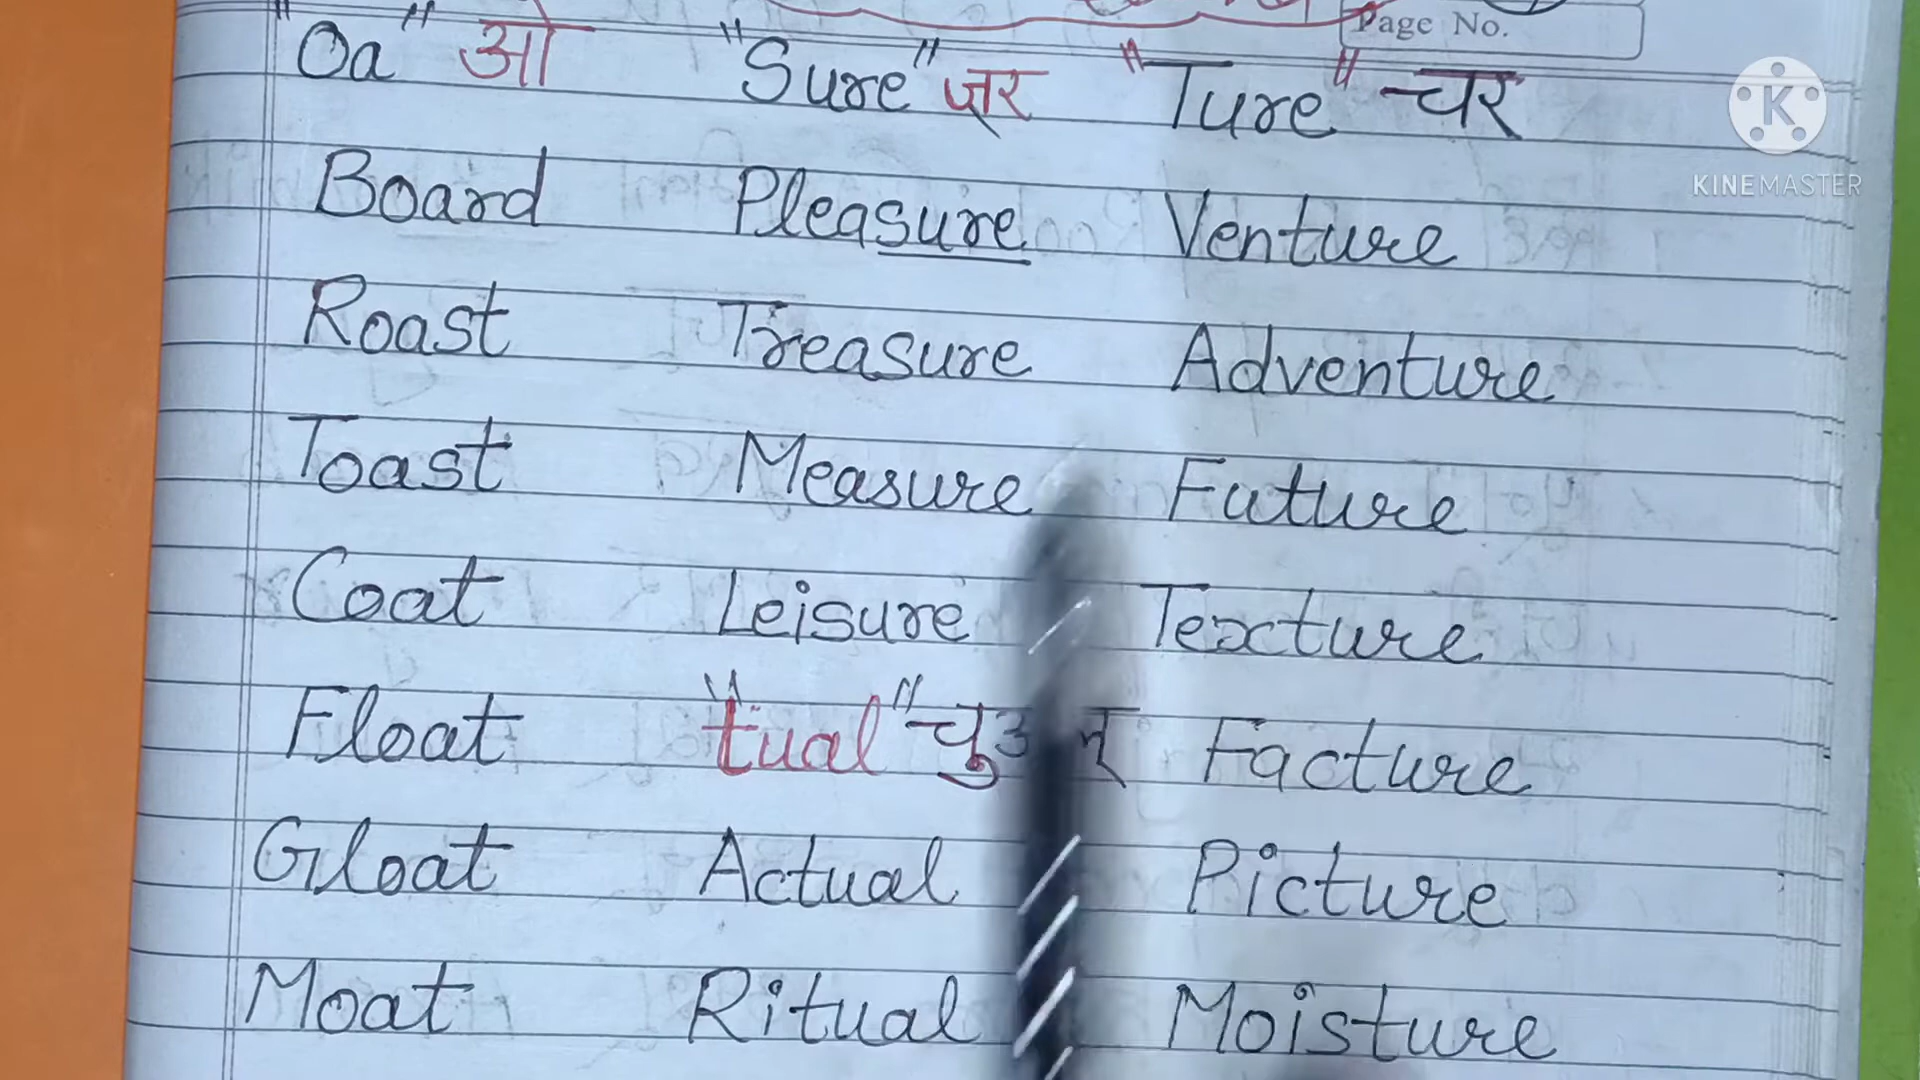 Page No.
"Oa" ओ "Sure" ज़र "Ture" चर
Board Pleasure Venture
Roast Treasure Adventure
Toast Measure Future
Coat Leisure Texture
Float "tual" Facture
Gloat Actual Picture
Moat Ritual Moisture
K
KINEMASTER